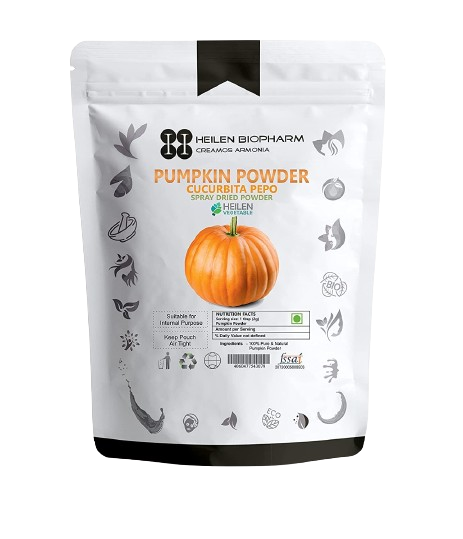 HEILEN BIOPHARM
CREAMOS ARMONIA
PUMPKIN POWDER
CUCURBITA PEPO
SPRAY DRIED POWDER
HEILEN
VEGETABLE
Suitable for
Internal Purpose
Keep Pouch
Air Tight
NUTRITION FACTS
Pumpkin Powder
Amount per Serving
% Daily Value not defined
Ingredients : 100% Pure & Natural
Pumpkin Powder
fssai
BIO
ECO